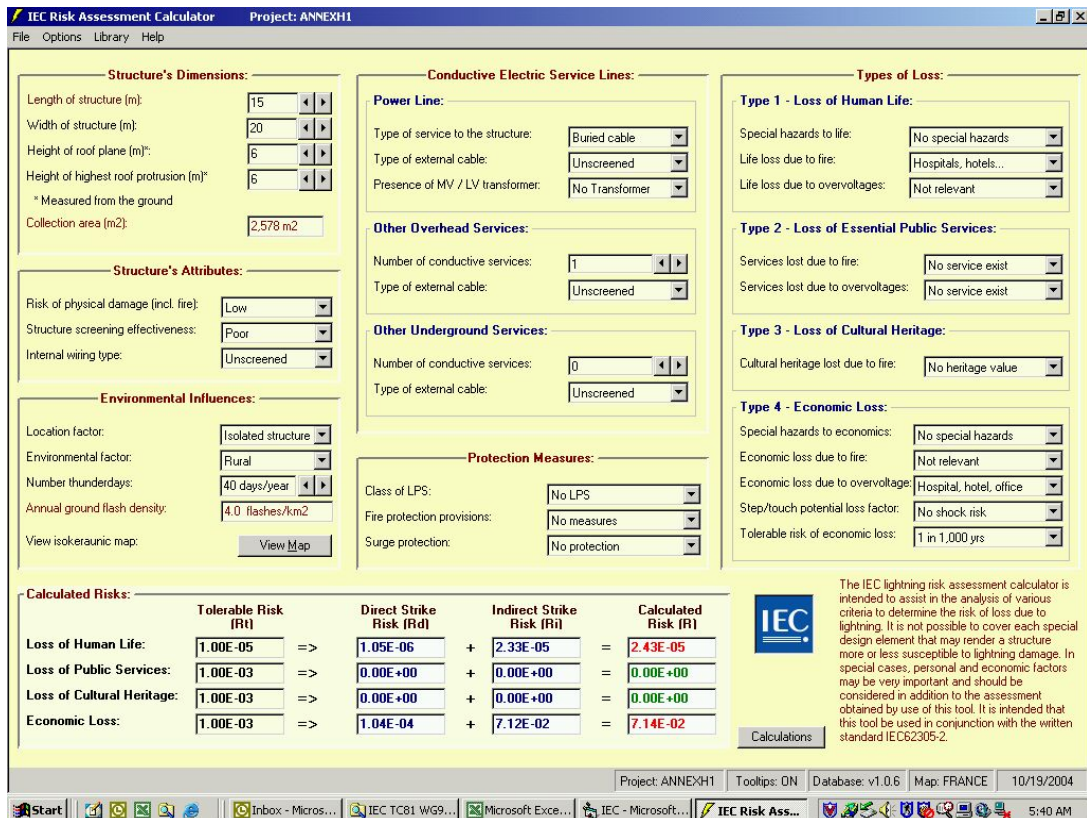 IEC Risk Assessment Calculator Project: ANNEXH1
File Options Library Help
Structure's Dimensions:
Length of structure (m): 15
Width of structure (m): 20
Height of roof plane (m)*: 6
Height of highest roof protrusion (m)* 6
* Measured from the ground
Collection area (m2): 2,578 m2
Structure's Attributes:
Risk of physical damage (incl. fire): Low
Structure screening effectiveness: Poor
Internal wiring type: Unscreened
Environmental Influences:
Location factor: Isolated structure
Environmental factor: Rural
Number thunderdays: 40 days/year
Annual ground flash density: 4.0 flashes/km2
View isokeraunic map: View Map
Conductive Electric Service Lines:
Power Line:
Type of service to the structure: Buried cable
Type of external cable: Unscreened
Presence of MV / LV transformer: No Transformer
Other Overhead Services:
Number of conductive services: 1
Type of external cable: Unscreened
Other Underground Services:
Number of conductive services: 0
Type of external cable: Unscreened
Protection Measures:
Class of LPS: No LPS
Fire protection provisions: No measures
Surge protection: No protection
Types of Loss:
Type 1 - Loss of Human Life:
Special hazards to life: No special hazards
Life loss due to fire: Hospitals, hotels...
Life loss due to overvoltages: Not relevant
Type 2 - Loss of Essential Public Services:
Services lost due to fire: No service exist
Services lost due to overvoltages: No service exist
Type 3 - Loss of Cultural Heritage:
Cultural heritage lost due to fire: No heritage value
Type 4 - Economic Loss:
Special hazards to economics: No special hazards
Economic loss due to fire: Not relevant
Economic loss due to overvoltage: Hospital, hotel, office
Step/touch potential loss factor: No shock risk
Tolerable risk of economic loss: 1 in 1,000 yrs
Calculated Risks:
Tolerable Risk (Rt) Direct Strike Risk (Rd) Indirect Strike Risk (Ri) Calculated Risk (R)
Loss of Human Life: 1.00E-05 => 1.05E-06 + 2.33E-05 = 2.43E-05
Loss of Public Services: 1.00E-03 => 0.00E+00 + 0.00E+00 = 0.00E+00
Loss of Cultural Heritage: 1.00E-03 => 0.00E+00 + 0.00E+00 = 0.00E+00
Economic Loss: 1.00E-03 => 1.04E-04 + 7.12E-02 = 7.14E-02
IEC
Calculations
The IEC lightning risk assessment calculator is
intended to assist in the analysis of various
criteria to determine the risk of loss due to
lightning. It is not possible to cover each special
design element that may render a structure
more or less susceptible to lightning damage. In
special cases, personal and economic factors
may be very important and should be
considered in addition to the assessment
obtained by use of this tool. It is intended that
this tool be used in conjunction with the written
standard IEC62305-2.
Project: ANNEXH1 Tooltips: ON Database: v1.0.6 Map: FRANCE 10/19/2004
Start Inbox - Micros... IEC TC81 WG9... Microsoft Exce... IEC - Microsoft... IEC Risk Ass... 5:40 AM